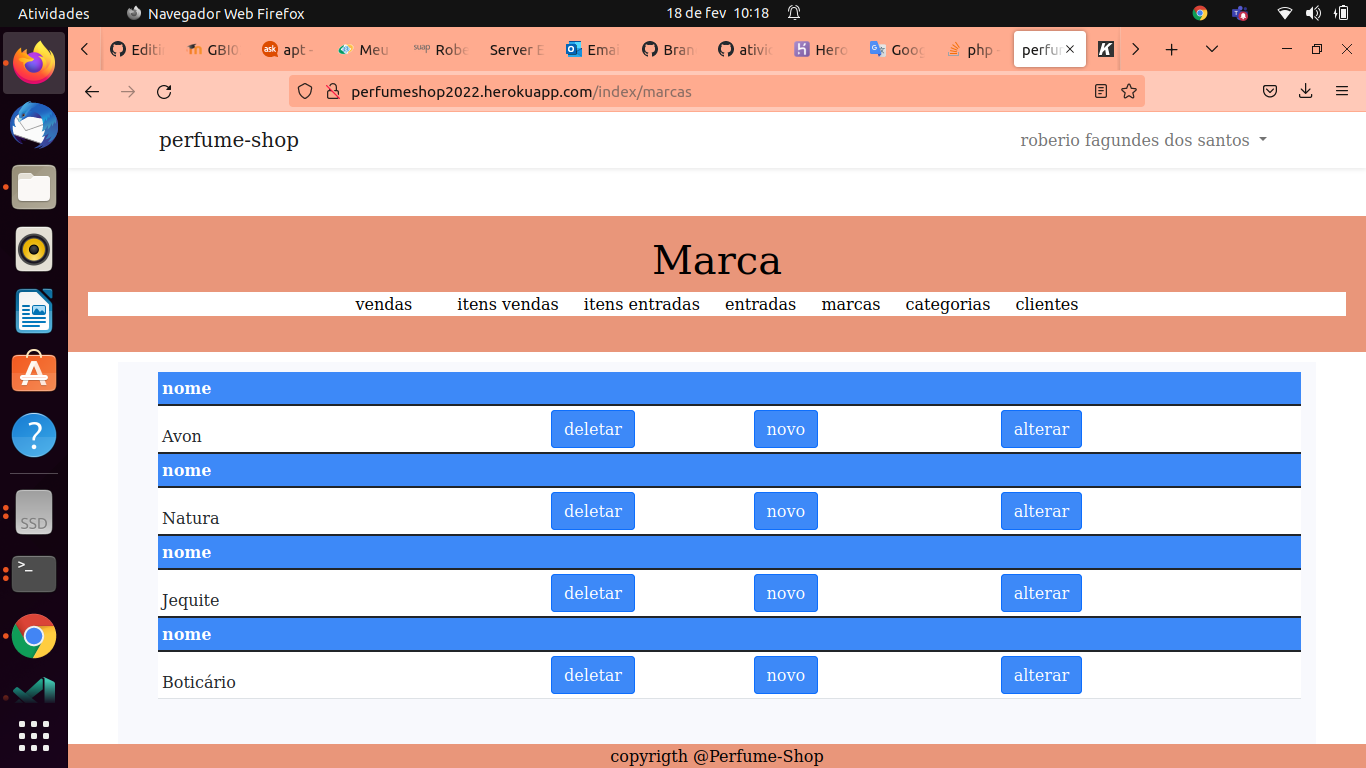 Atividades Navegador Web Firefox 18 de fev 10:18
Editi GBI0 apt - Meu suap Robe Server E Emai Bran ativi Hero Goog php - perfu
perfumeshop2022.herokuapp.com/index/marcas
perfume-shop roberio fagundes dos santos
Marca
vendas itens vendas itens entradas entradas marcas categorias clientes
nome
Avon deletar novo alterar
nome
Natura deletar novo alterar
nome
Jequite deletar novo alterar
nome
Boticário deletar novo alterar
SSD
copyrigth @Perfume-Shop